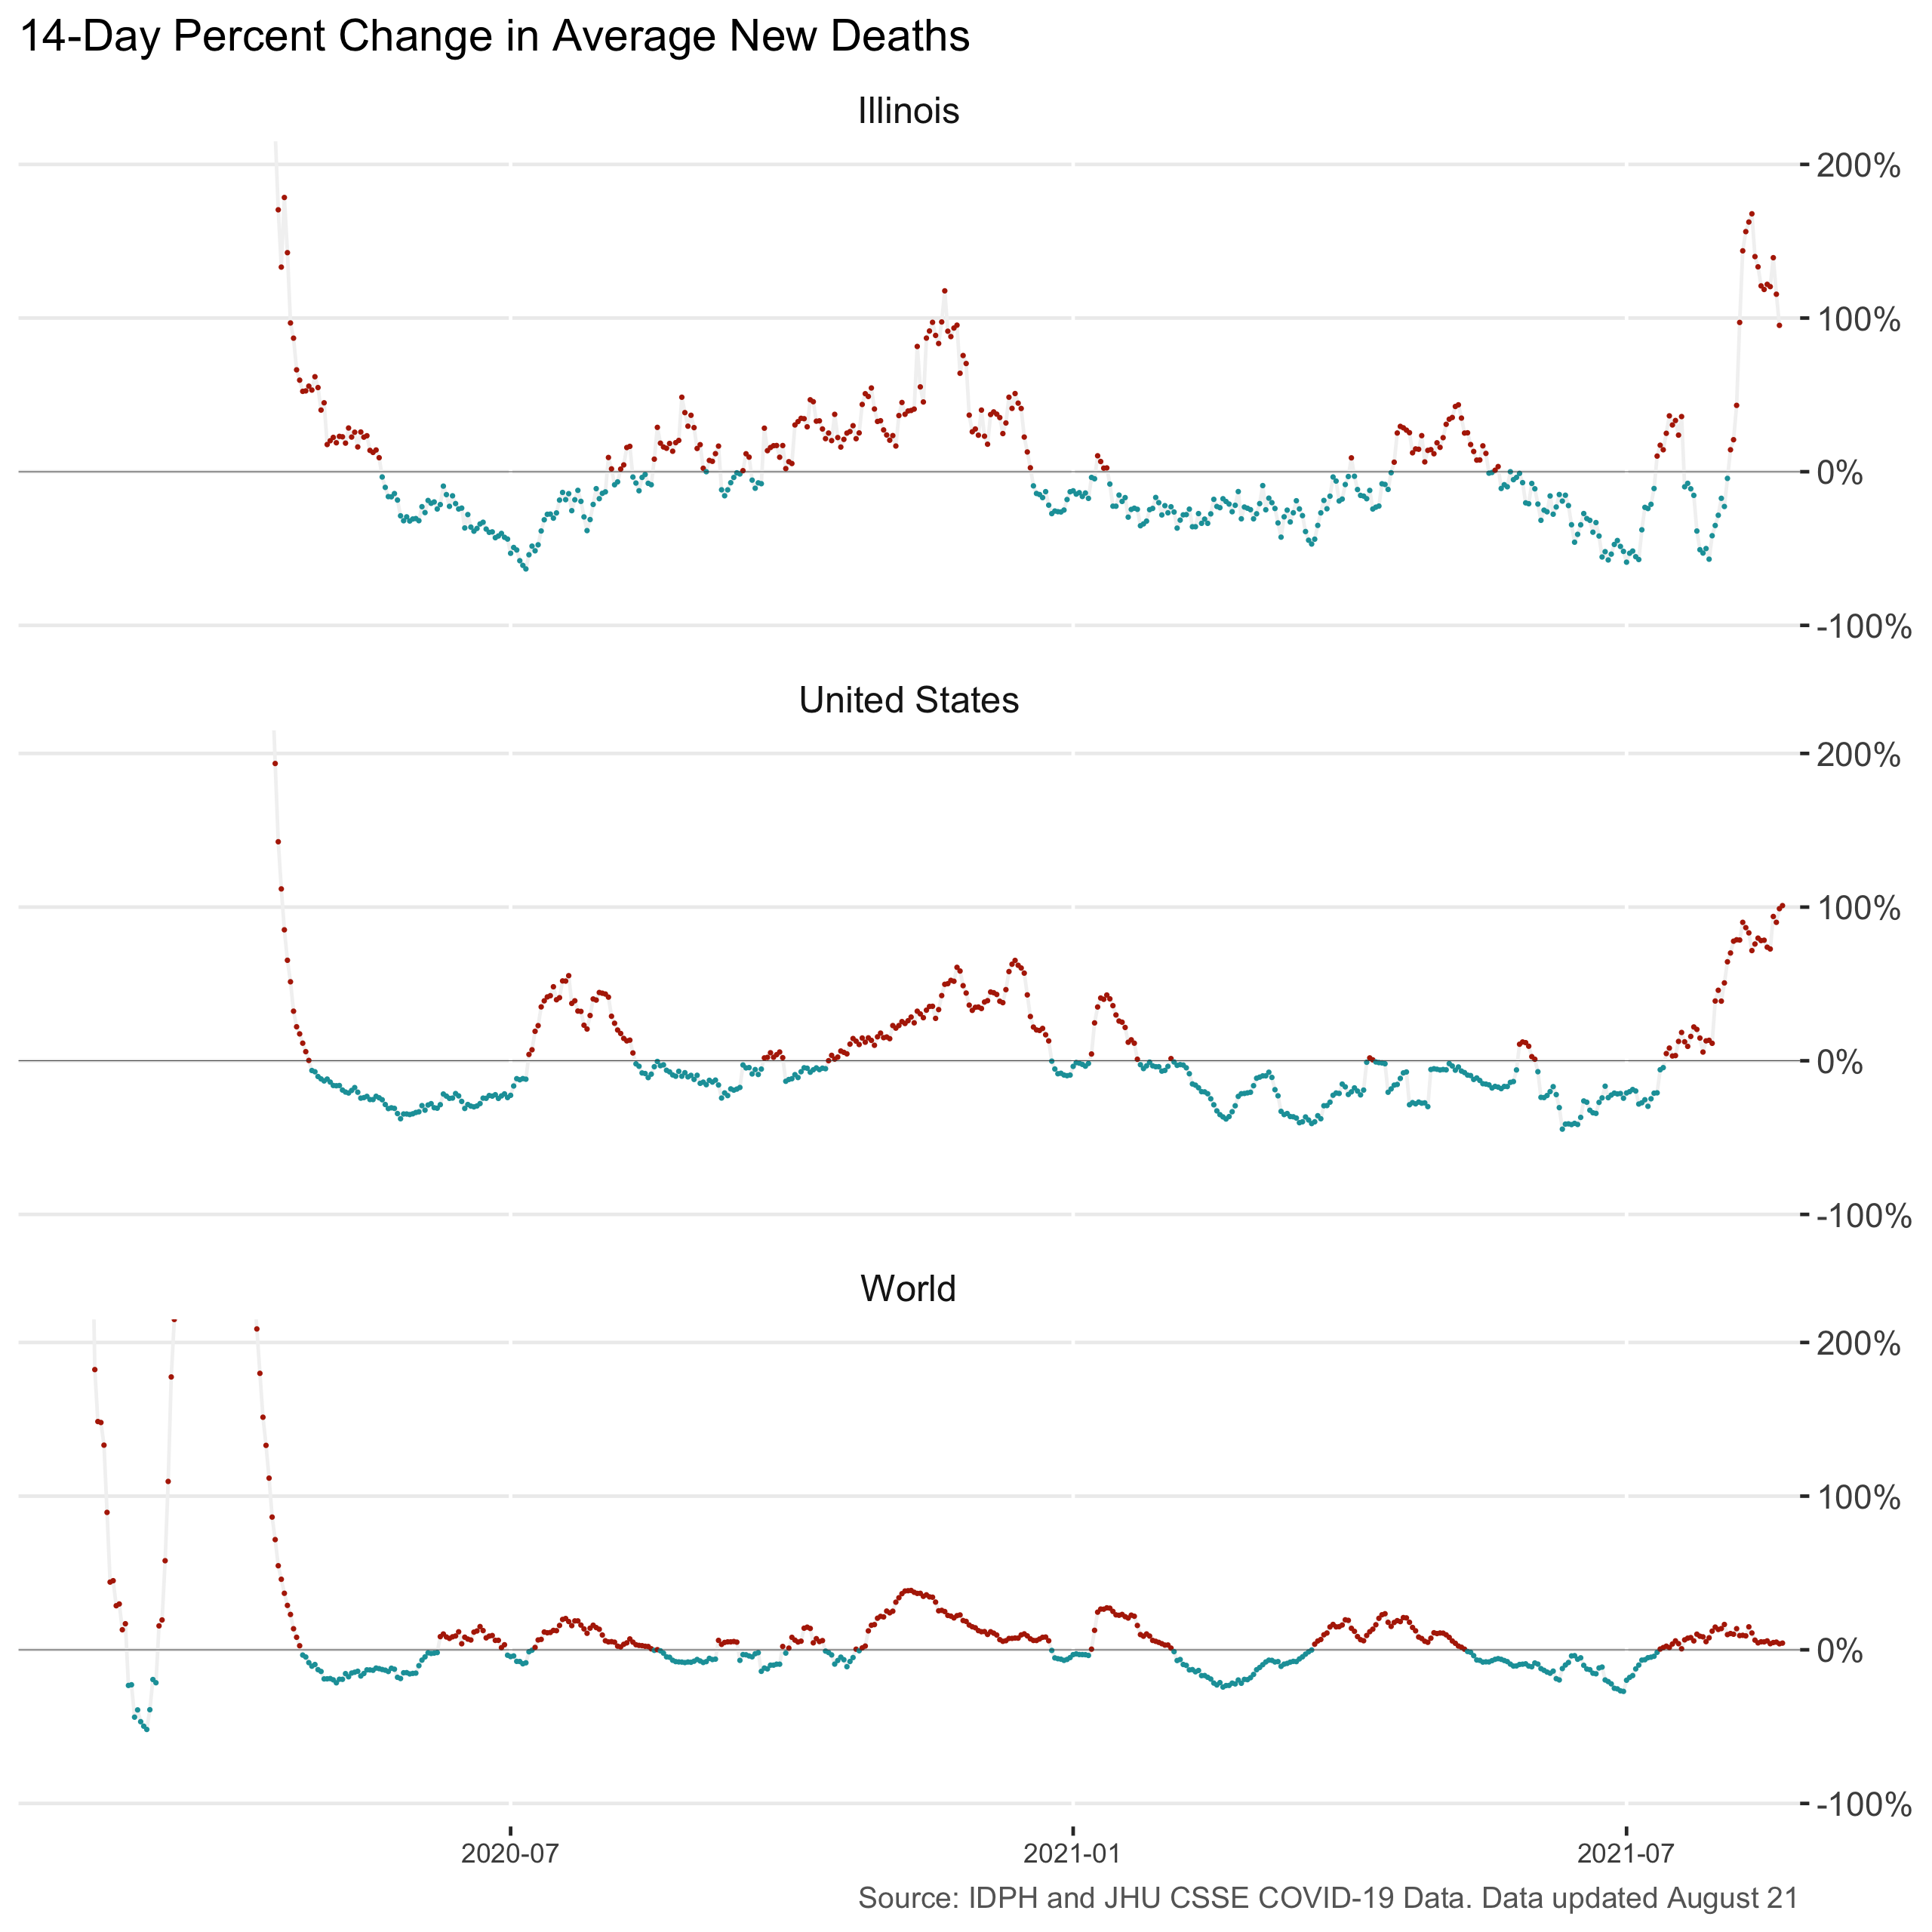 14-Day Percent Change in Average New Deaths
Illinois
200%
100%
0%
-100%
United States
200%
100%
0%
-100%
World
200%
100%
0%
-100%
2020-07 2021-01 2021-07
Source: IDPH and JHU CSSE COVID-19 Data. Data updated August 21